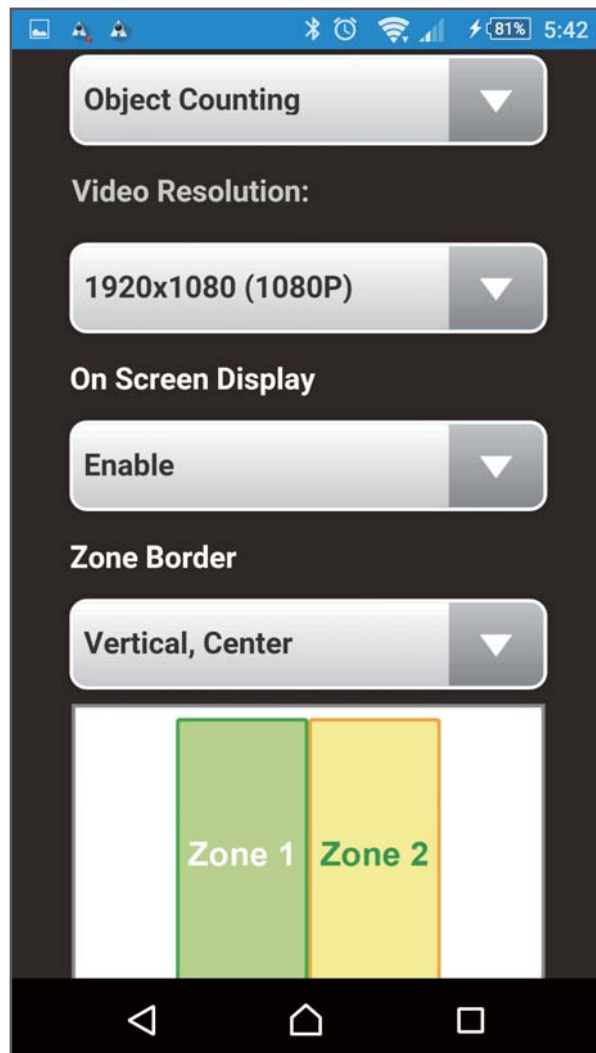 81% 5:42
Object Counting
Video Resolution:
1920x1080 (1080P)
On Screen Display
Enable
Zone Border
Vertical, Center
Zone 1 Zone 2